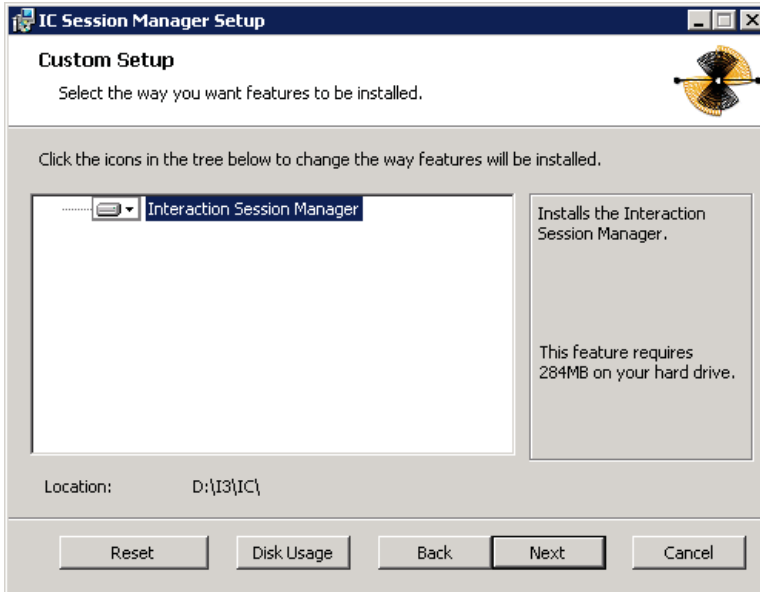 IC Session Manager Setup
Custom Setup
Select the way you want features to be installed.
Click the icons in the tree below to change the way features will be installed.
Interaction Session Manager
Installs the Interaction
Session Manager.
This feature requires
284MB on your hard drive.
Location: D:\I3\IC\
Reset Disk Usage Back Next Cancel